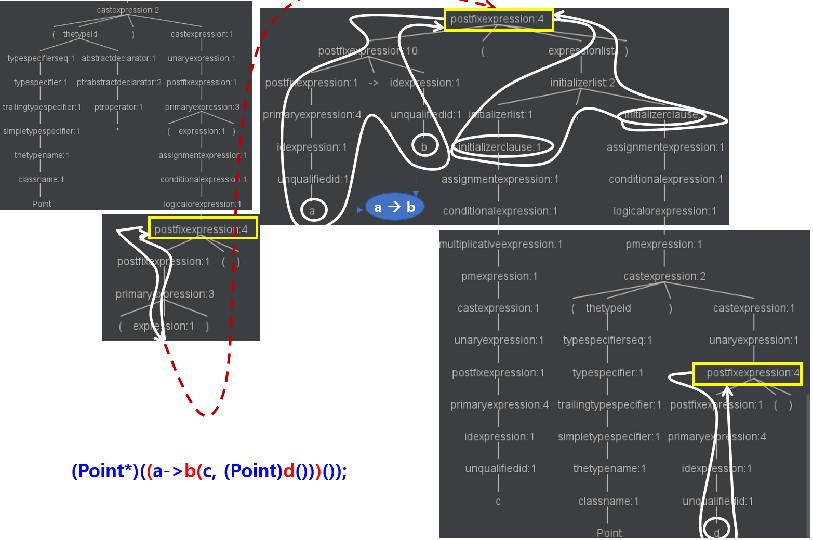 castexpression:2
( thetypeid ) castexpression:1
typespecifierseq:1 abstractdeclarator:1 unaryexpression:1
typespecifier:1 ptrabstractdeclarator:2 postfixexpression:1
trailingtypespecifier:1 ptroperator:1 primaryexpression:3
simpletypespecifier:1 * ( expression:1 )
thetypename:1 assignmentexpression:1
classname:1 conditionalexpression:1
Point logicalorexpression:1
postfixexpression:4
postfixexpression:1 ( )
primaryexpression:3
( expression:1 )
postfixexpression:4
postfixexpression:10 ( expressionlist: )
postfixexpression:1 -> idexpression:1 initializerlist:2
primaryexpression:4 unqualifiedid:1 initializerlist:1 initializerclause
idexpression:1 b initializerclause:1 assignmentexpression:1
unqualifiedid:1 assignmentexpression:1 conditionalexpression:1
a a → b conditionalexpression:1 logicalorexpression:1
multiplicativeexpression:1 pmexpression:1
pmexpression:1 castexpression:2
castexpression:1 ( thetypeid ) castexpression:1
unaryexpression:1 typespecifierseq:1 unaryexpression:1
postfixexpression:1 typespecifier:1 postfixexpression:4
primaryexpression:4 trailingtypespecifier:1 postfixexpression:1 ( )
idexpression:1 simpletypespecifier:1 primaryexpression:4
unqualifiedid:1 thetypename:1 idexpression:1
c classname:1 unqualifiedid:1
Point d
(Point*)((a->b(c, (Point)d()))());